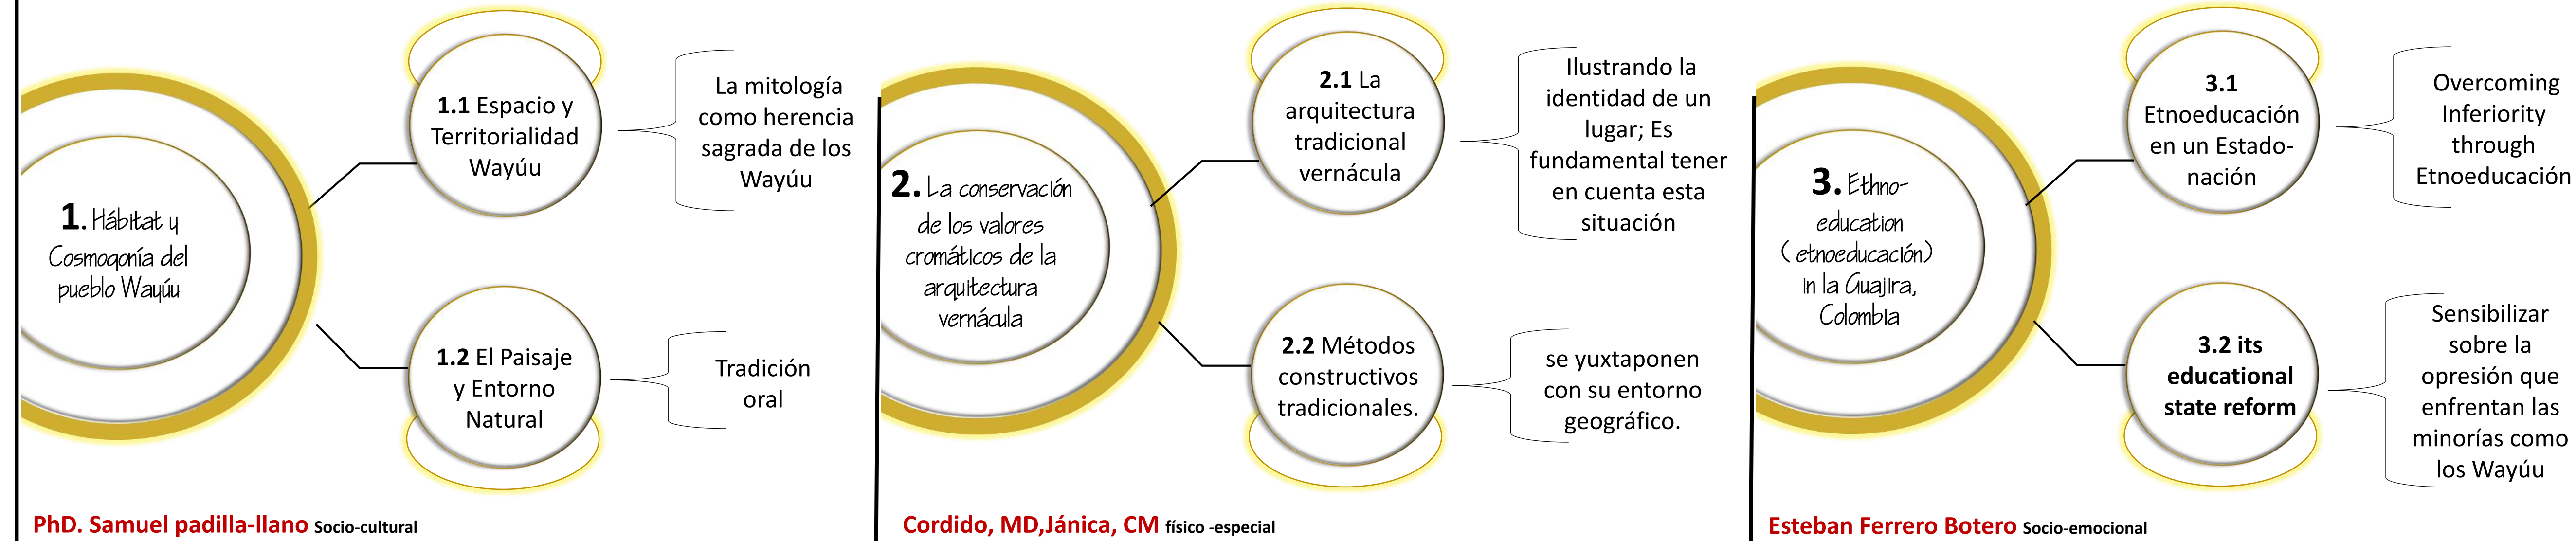 1. Hábitat y
Cosmogonía del
pueblo Wayúu
1.1 Espacio y
Territorialidad
Wayúu
La mitología
como herencia
sagrada de los
Wayúu
1.2 El Paisaje
y Entorno
Natural
Tradición
oral
PhD. Samuel padilla-llano Socio-cultural
2. La conservación
de los valores
cromáticos de la
arquitectura
vernácula
2.1 La
arquitectura
tradicional
vernácula
Ilustrando la
identidad de un
lugar; Es
fundamental tener
en cuenta esta
situación
2.2 Métodos
constructivos
tradicionales.
se yuxtaponen
con su entorno
geográfico.
Cordido, MD,Jánica, CM físico -especial
3. Ethno-
education
( etnoeducación)
in la Guajira,
Colombia
3.1
Etnoeducación
en un Estado-
nación
Overcoming
Inferiority
through
Etnoeducación
3.2 its
educational
state reform
Sensibilizar
sobre la
opresión que
enfrentan las
minorías como
los Wayúu
Esteban Ferrero Botero Socio-emocional